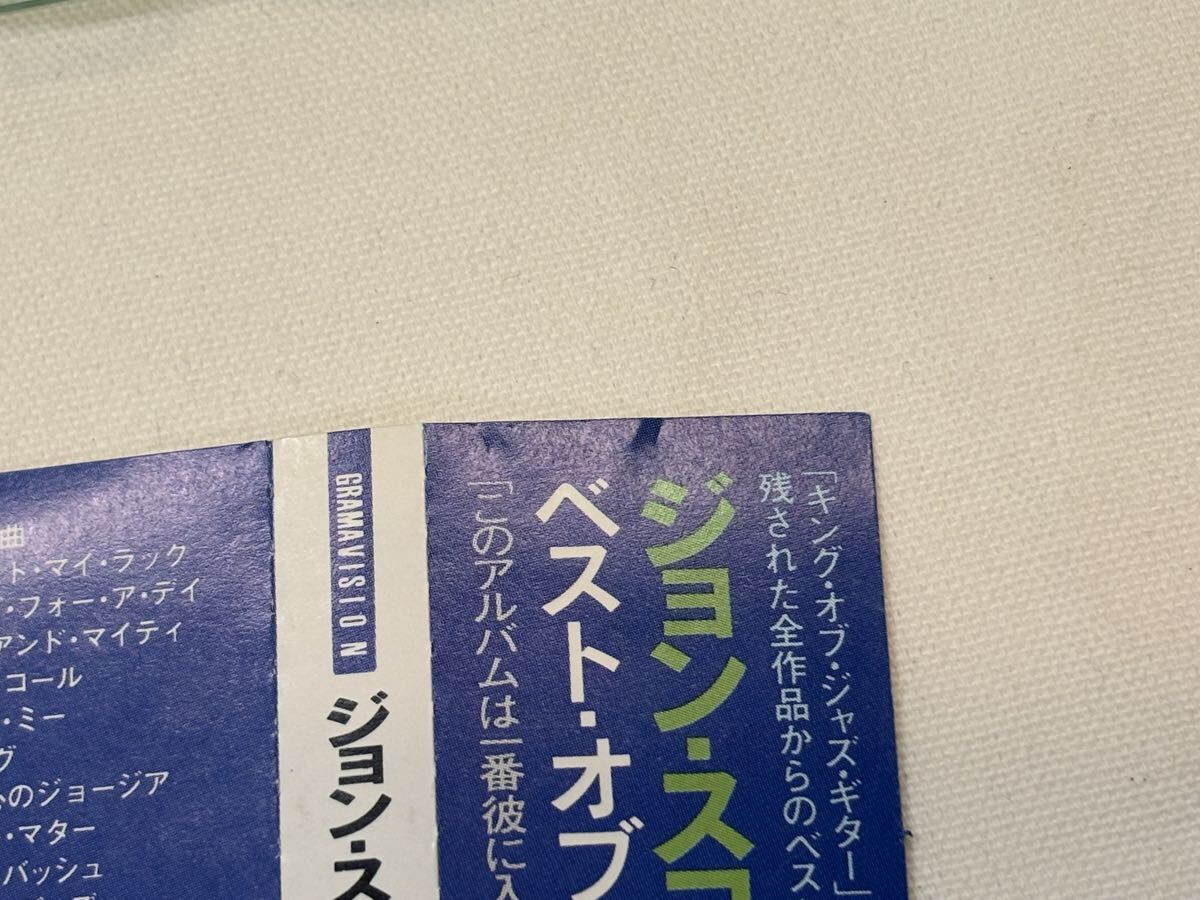 「キング・オブ・ジャズ・ギター」
残された全作品からのベス
ジョン・スコ
ベスト・オブ
「このアルバムは一番彼に入
GRAMAVISION
ジョン・ス
曲
ト・マイ・ラック
・フォー・ア・デイ
アンド・マイティ
コール
・ミー
グ
のジョージア
・マター
バッシュ